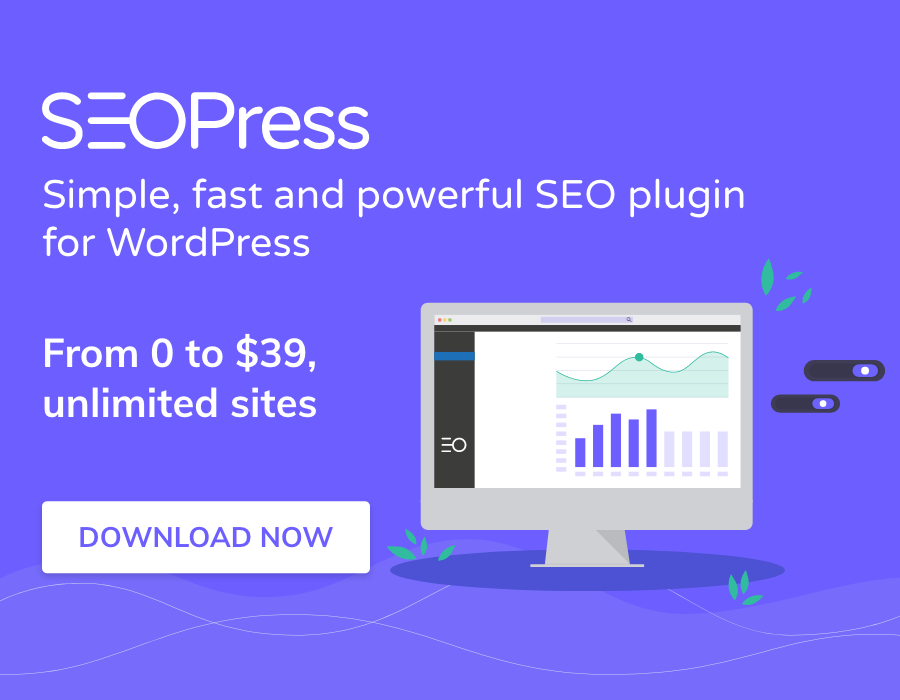 SEOPress
Simple, fast and powerful SEO plugin
for WordPress
From 0 to $39,
unlimited sites
DOWNLOAD NOW